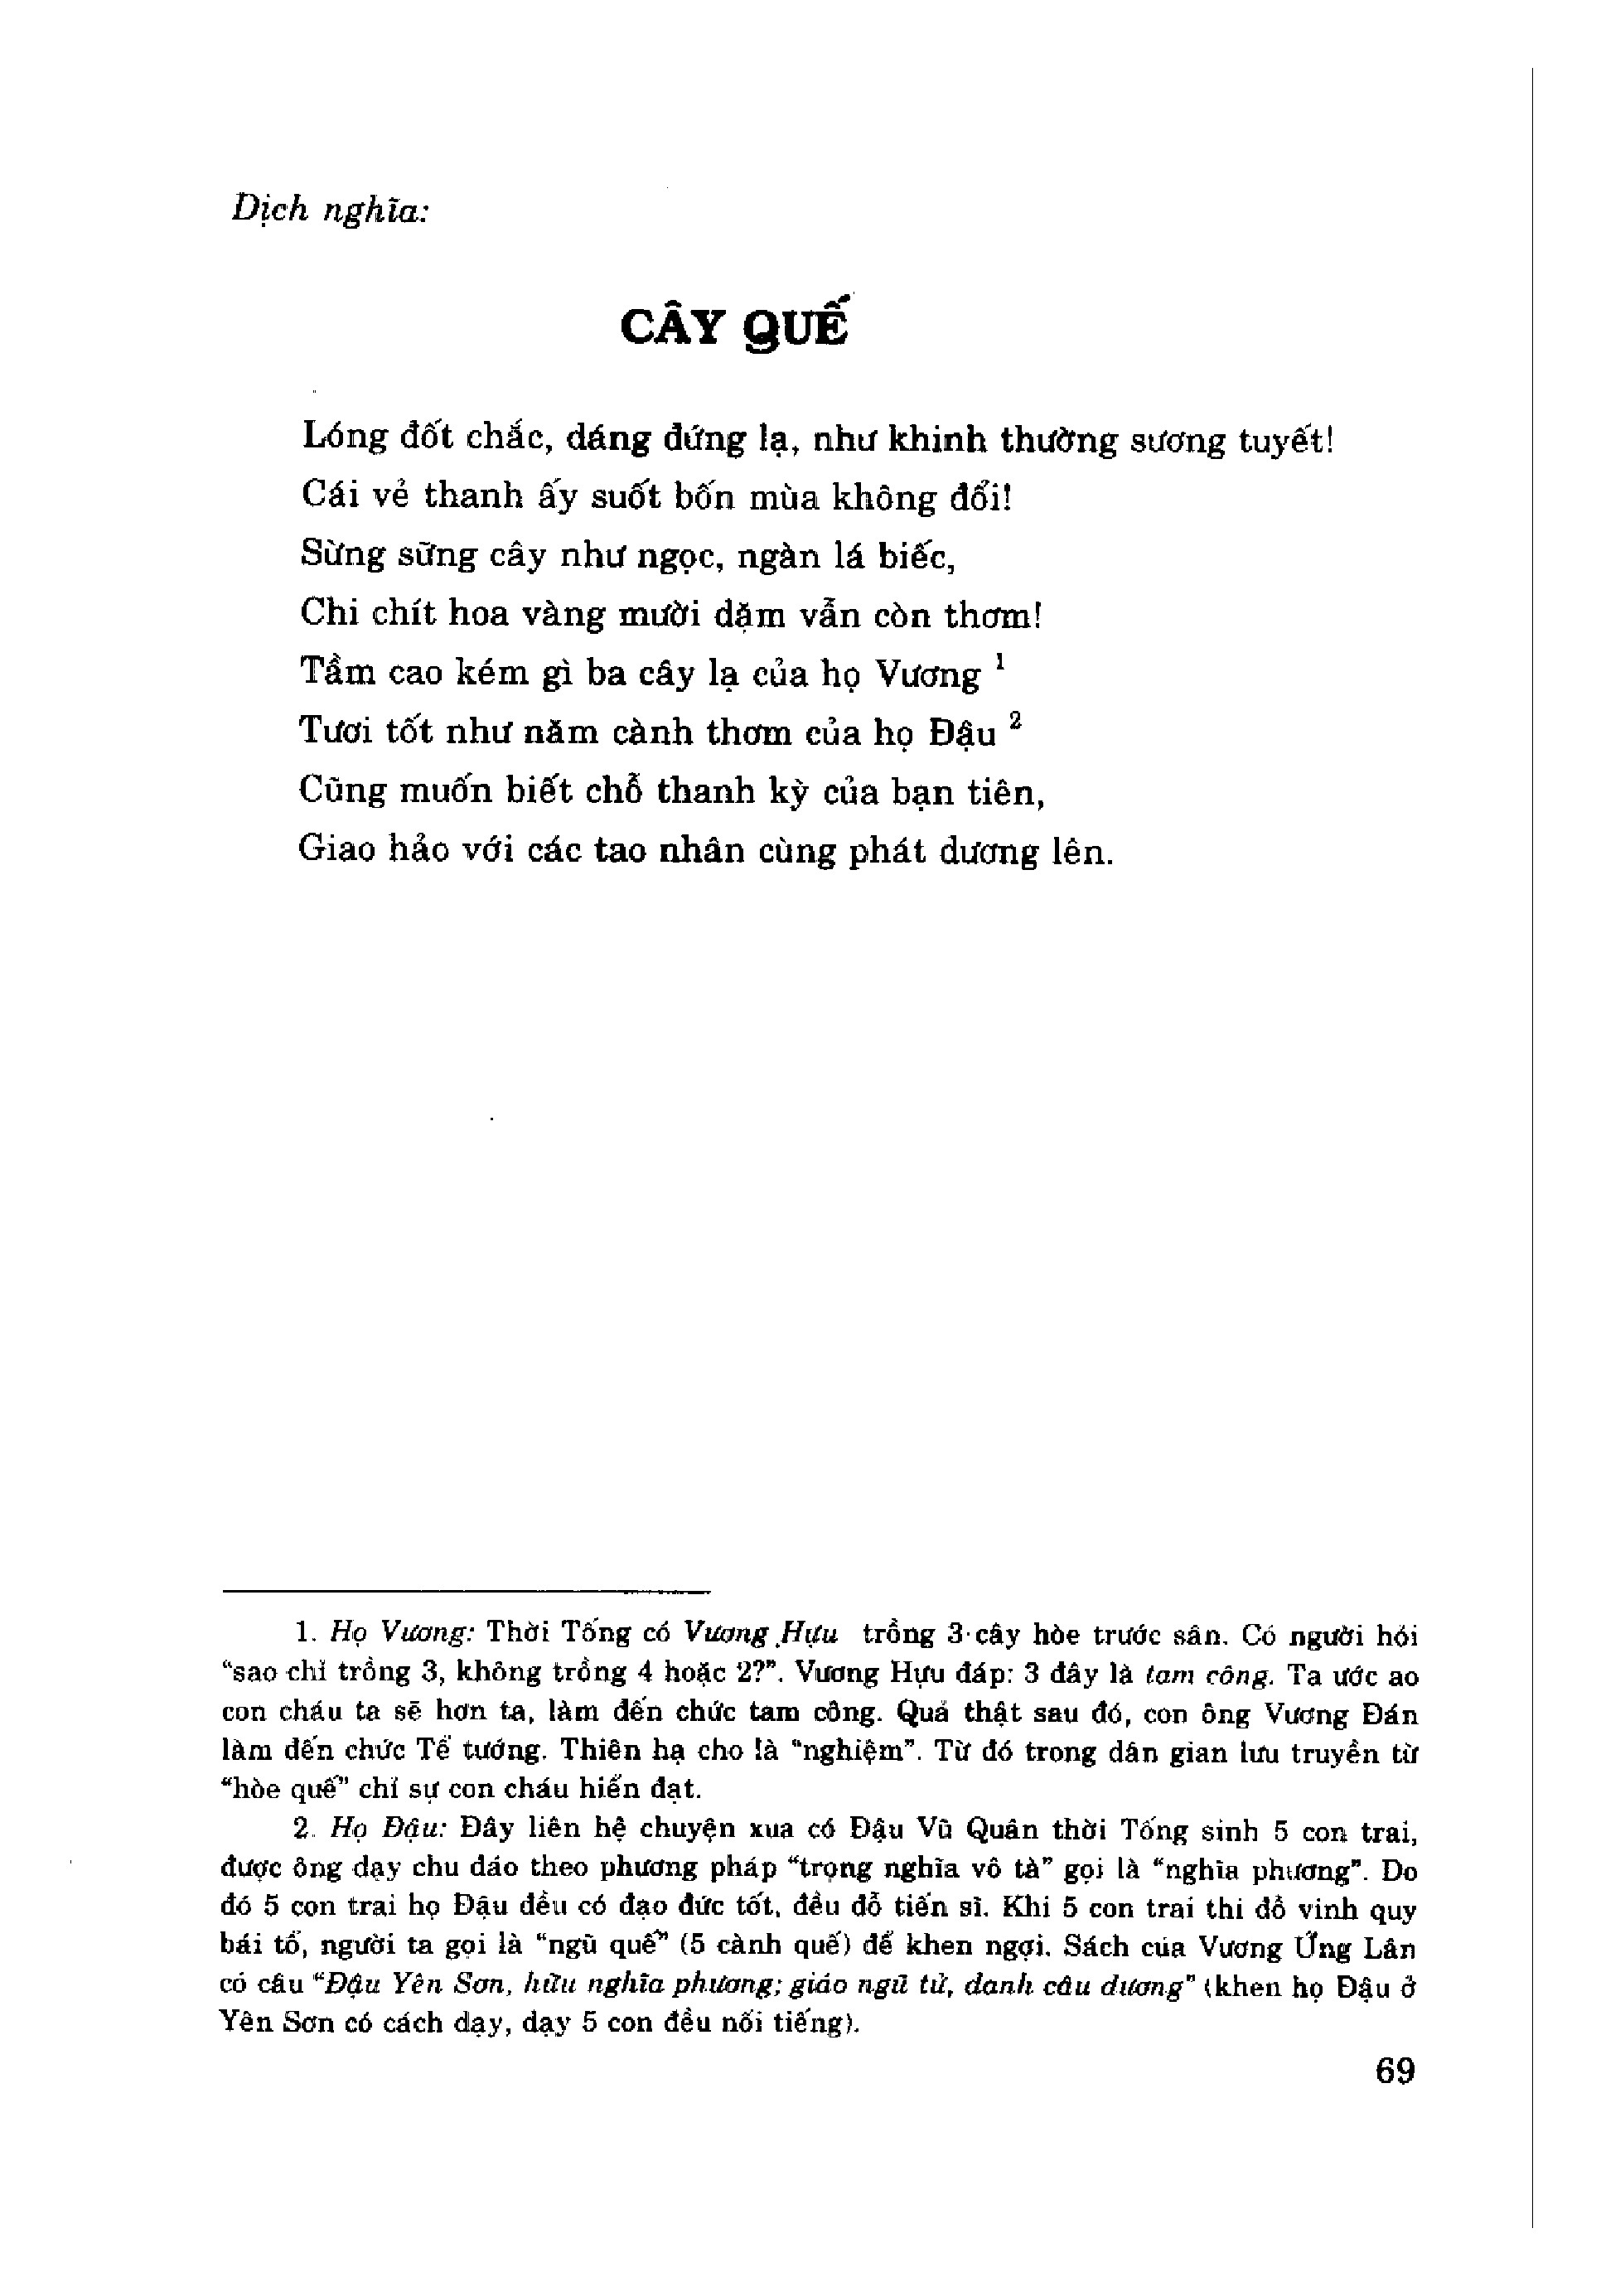 Dịch nghĩa:
CÂY QUẾ
Lóng đốt chắc, dáng đứng lạ, như khinh thường sương tuyết!
Cái vẻ thanh ấy suốt bốn mùa không đổi!
Sừng sững cây như ngọc, ngàn lá biếc,
Chi chít hoa vàng mười dặm vẫn còn thơm!
Tầm cao kém gì ba cây lạ của họ Vương ¹
Tươi tốt như năm cành thơm của họ Đậu ²
Cũng muốn biết chỗ thanh kỳ của bạn tiên,
Giao hảo với các tao nhân cùng phát dương lên.
1. Họ Vương: Thời Tống có Vương Hựu trồng 3 cây hòe trước sân. Có người hỏi
“sao chỉ trồng 3, không trồng 4 hoặc 2?”. Vương Hựu đáp: 3 đây là tam công. Ta ước ao
con cháu ta sẽ hơn ta, làm đến chức tam công. Quả thật sau đó, con ông Vương Đán
làm đến chức Tể tướng. Thiên hạ cho là “nghiệm”. Từ đó trong dân gian lưu truyền từ
“hòe quế” chỉ sự con cháu hiển đạt.
2. Họ Đậu: Đây liên hệ chuyện xưa có Đậu Vũ Quân thời Tống sinh 5 con trai,
được ông dạy chu đáo theo phương pháp “trọng nghĩa vô tà” gọi là “nghĩa phương”. Do
đó 5 con trai họ Đậu đều có đạo đức tốt, đều đỗ tiến sĩ. Khi 5 con trai thi đỗ vinh quy
bái tổ, người ta gọi là “ngũ quế” (5 cành quế) để khen ngợi. Sách của Vương Ứng Lân
có câu “Đậu Yên Sơn, hữu nghĩa phương; giáo ngũ tử, danh câu dương” (khen họ Đậu ở
Yên Sơn có cách dạy, dạy 5 con đều nổi tiếng).
69